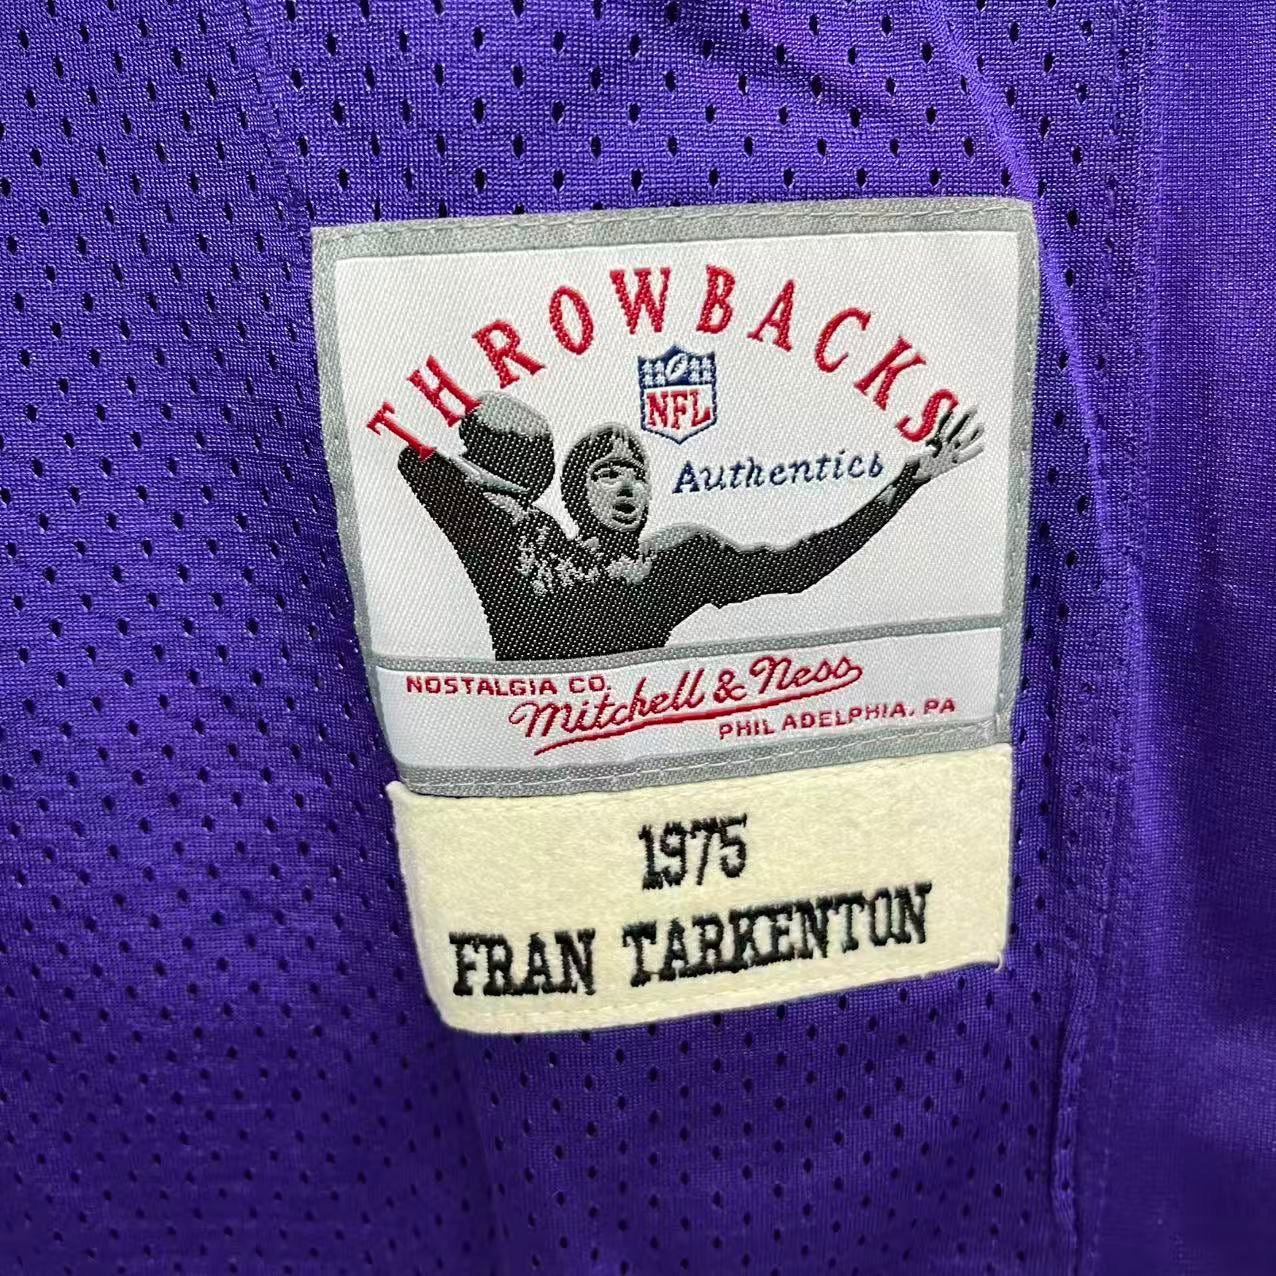 THROWBACKS
NFL
Authentics
NOSTALGIA CO.
Mitchell & Ness
PHILADELPHIA, PA
1975
FRAN TARKENTON